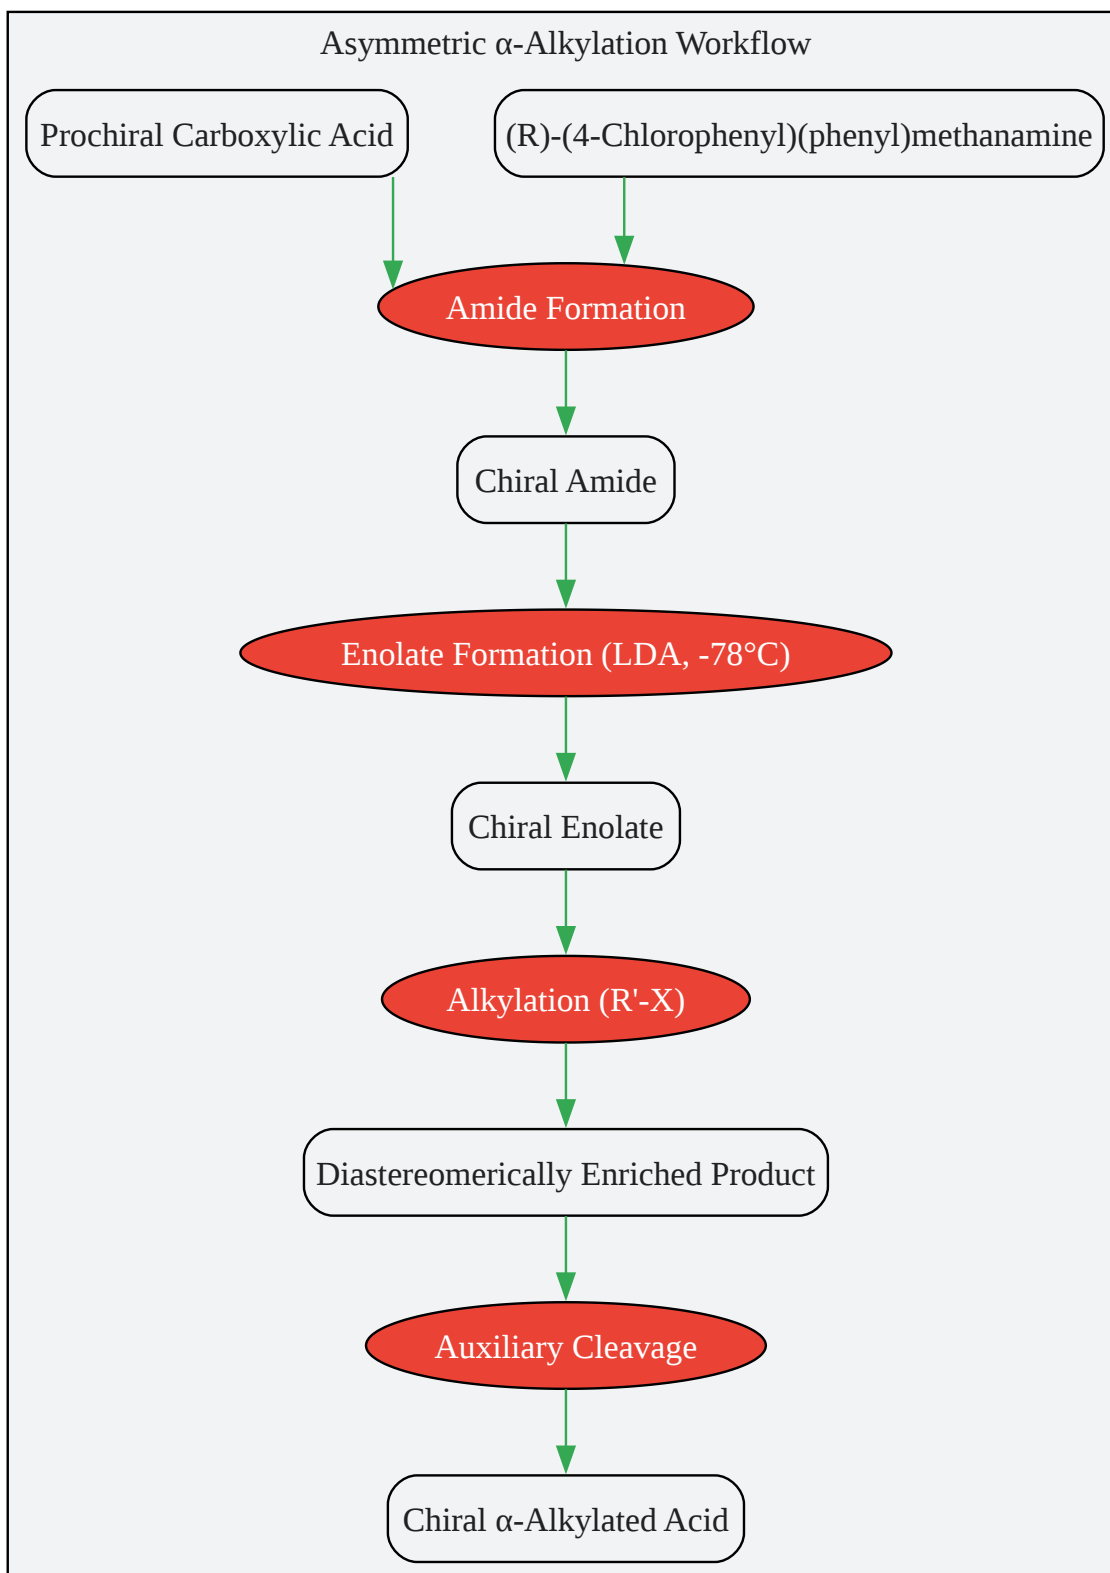 Asymmetric α-Alkylation Workflow
Prochiral Carboxylic Acid
(R)-(4-Chlorophenyl)(phenyl)methanamine
Amide Formation
Chiral Amide
Enolate Formation (LDA, -78°C)
Chiral Enolate
Alkylation (R'-X)
Diastereomerically Enriched Product
Auxiliary Cleavage
Chiral α-Alkylated Acid